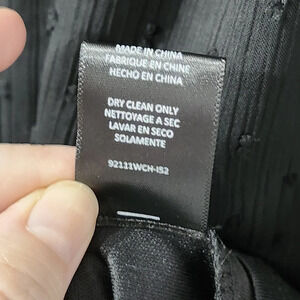 MADE IN CHINA
FABRIQUE EN CHINE
HECHO EN CHINA
DRY CLEAN ONLY
NETTOYAGE A SEC
LAVAR EN SECO
SOLAMENTE
92111WCH-IS2